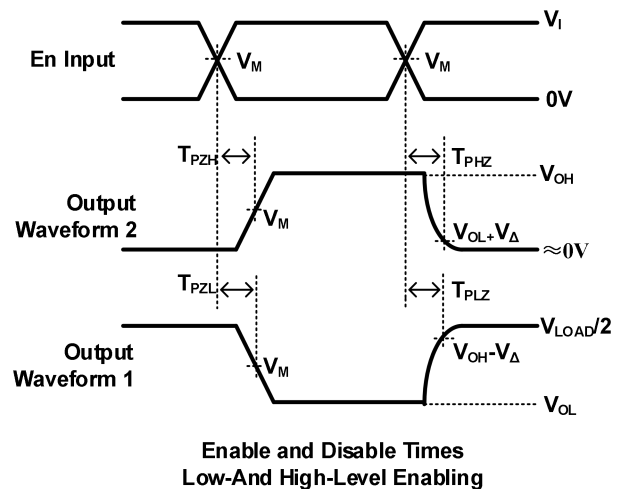 V_I
En Input
V_M
V_M
0V
T_PZH
T_PHZ
V_OH
Output
Waveform 2
V_M
V_OL+V_Δ
≈0V
T_PZL
T_PLZ
V_LOAD/2
Output
Waveform 1
V_M
V_OH-V_Δ
V_OL
Enable and Disable Times
Low-And High-Level Enabling